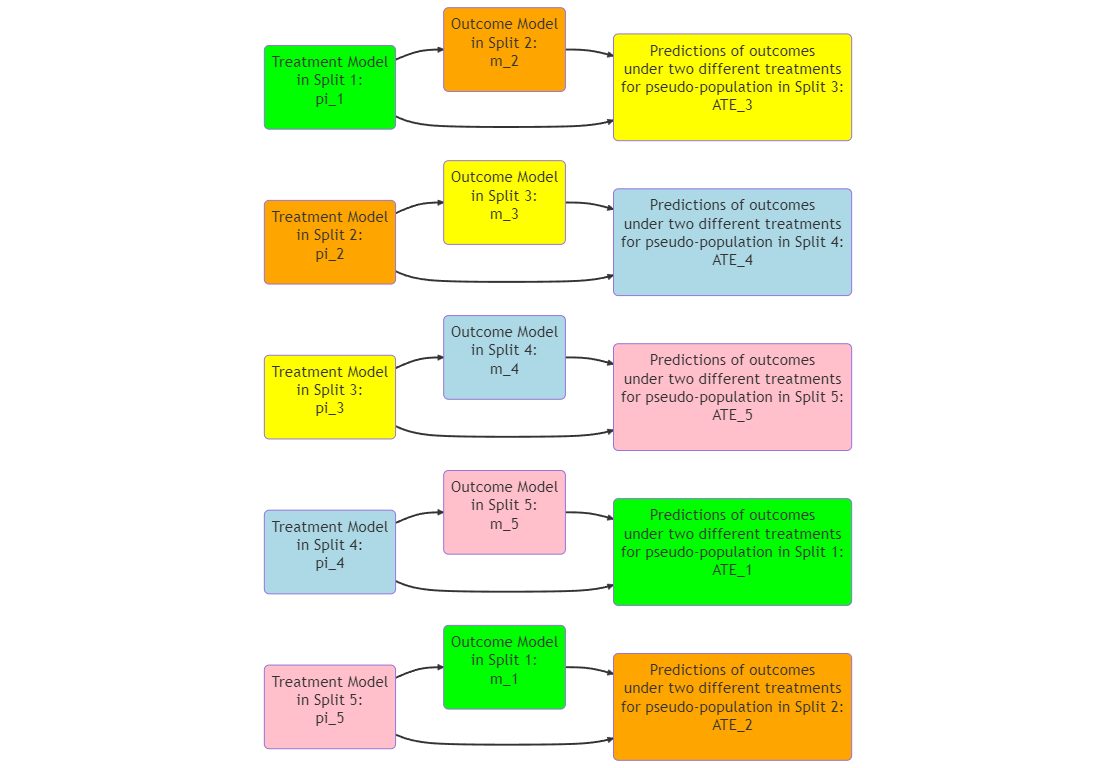 Treatment Model
in Split 1:
pi_1
Outcome Model
in Split 2:
m_2
Predictions of outcomes
under two different treatments
for pseudo-population in Split 3:
ATE_3
Treatment Model
in Split 2:
pi_2
Outcome Model
in Split 3:
m_3
Predictions of outcomes
under two different treatments
for pseudo-population in Split 4:
ATE_4
Treatment Model
in Split 3:
pi_3
Outcome Model
in Split 4:
m_4
Predictions of outcomes
under two different treatments
for pseudo-population in Split 5:
ATE_5
Treatment Model
in Split 4:
pi_4
Outcome Model
in Split 5:
m_5
Predictions of outcomes
under two different treatments
for pseudo-population in Split 1:
ATE_1
Treatment Model
in Split 5:
pi_5
Outcome Model
in Split 1:
m_1
Predictions of outcomes
under two different treatments
for pseudo-population in Split 2:
ATE_2